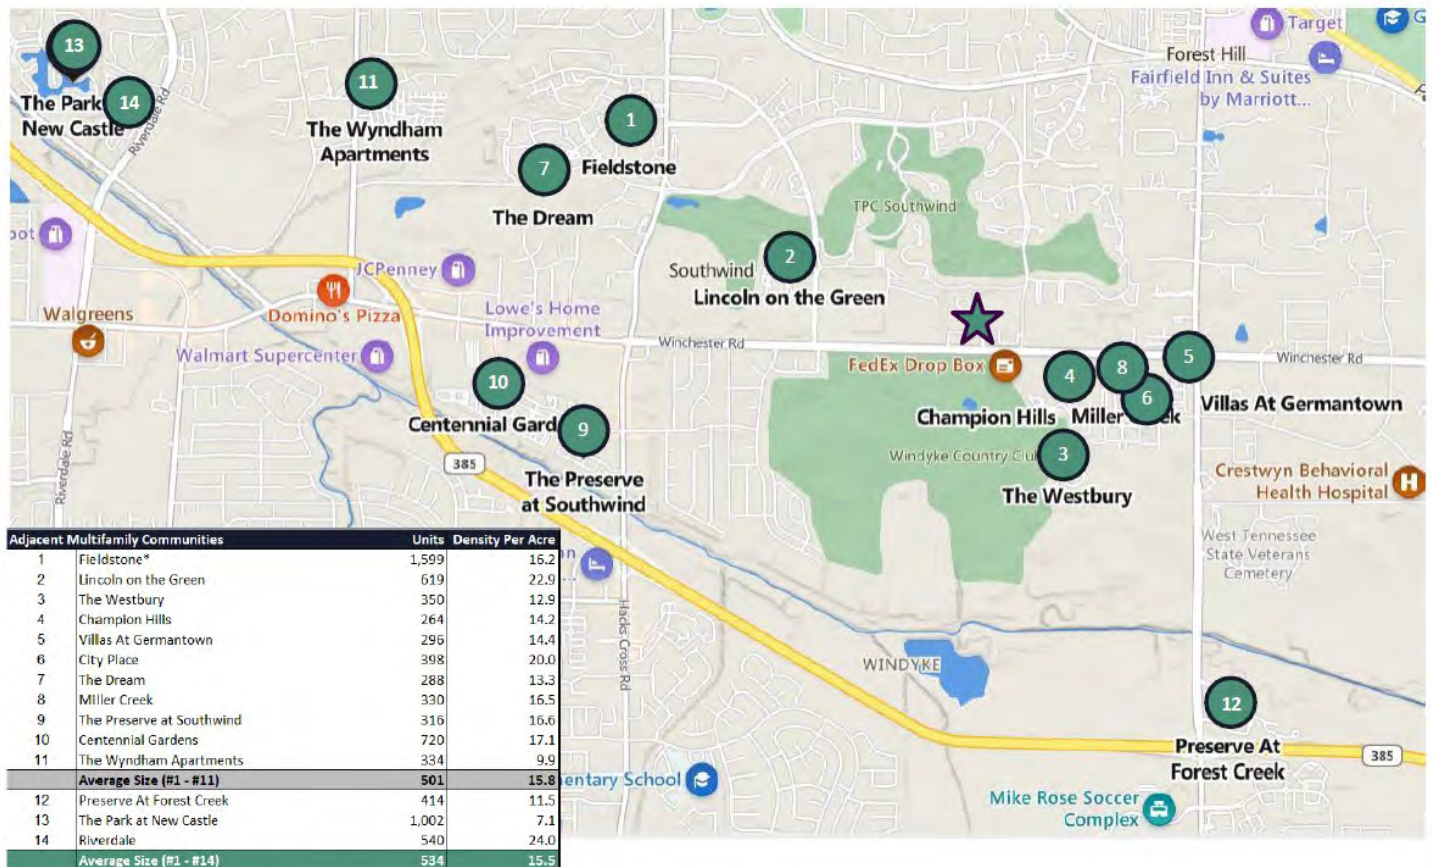 13
Target
Forest Hill
Fairfield Inn & Suites
by Marriott...
The Park
14
New Castle
Riverdale Rd
11
The Wyndham
Apartments
1
Fieldstone
7
The Dream
TPC Southwind
2
Southwind
Lincoln on the Green
JCPenney
Walgreens
Domino's Pizza
Lowe's Home
Improvement
Walmart Supercenter
Winchester Rd
FedEx Drop Box
4
8
5
Winchester Rd
6
10
Centennial Gard
9
Champion Hills
Miller
ek
Villas At Germantown
Windyke Country Clu
3
The Westbury
385
Riverdale Rd
The Preserve
at Southwind
Crestwyn Behavioral
Health Hospital
H
West Tennessee
State Veterans
Cemetery
Hacks Cross Rd
WINDYKE
12
Preserve At
Forest Creek
385
mentary School
Mike Rose Soccer
Complex
Adjacent Multifamily Communities Units Density Per Acre
1 Fieldstone* 1,599 16.2
2 Lincoln on the Green 619 22.9
3 The Westbury 350 12.9
4 Champion Hills 264 14.2
5 Villas At Germantown 296 14.4
6 City Place 398 20.0
7 The Dream 288 13.3
8 Miller Creek 330 16.5
9 The Preserve at Southwind 316 16.6
10 Centennial Gardens 720 17.1
11 The Wyndham Apartments 334 9.9
Average Size (#1 - #11) 501 15.8
12 Preserve At Forest Creek 414 11.5
13 The Park at New Castle 1,002 7.1
14 Riverdale 540 24.0
Average Size (#1 - #14) 534 15.5